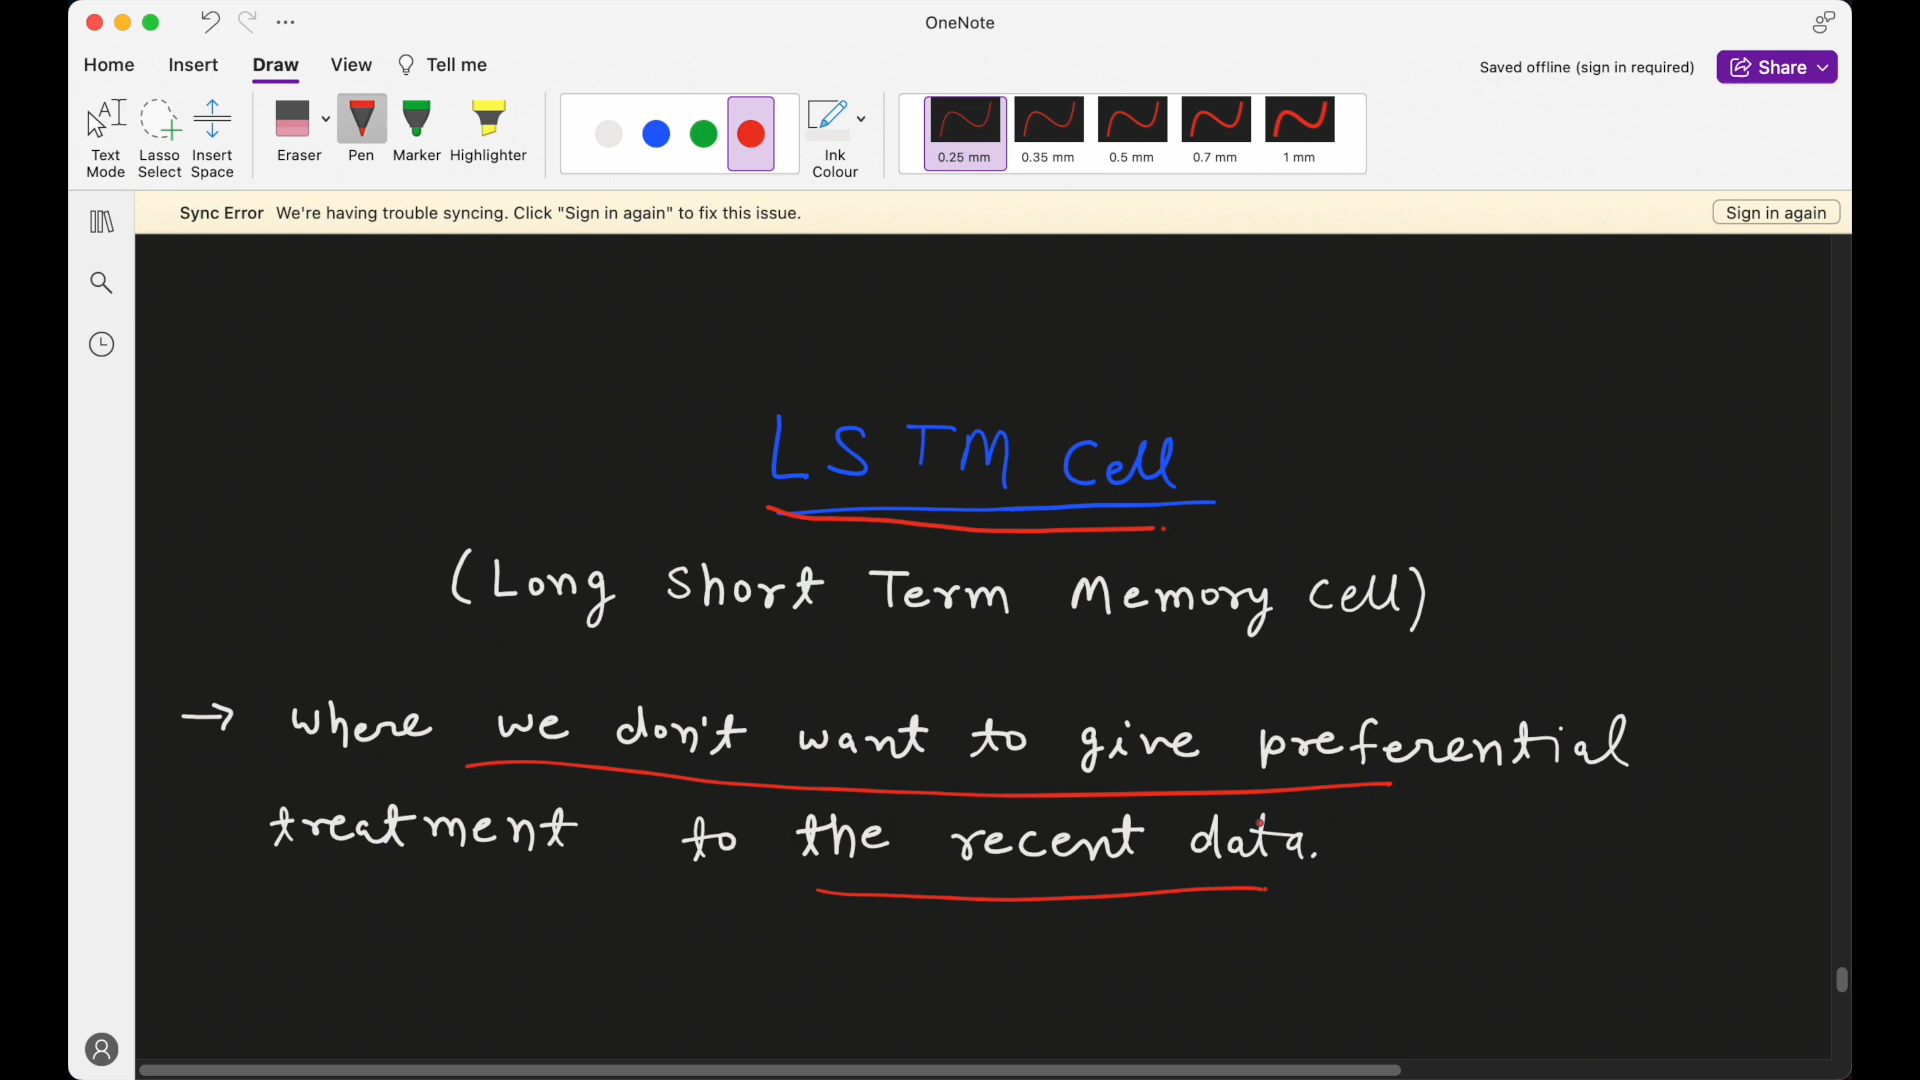 OneNote
Home Insert Draw View Tell me
Saved offline (sign in required) Share
Text Mode
Lasso Select
Insert Space
Eraser
Pen
Marker
Highlighter
Ink Colour
0.25 mm
0.35 mm
0.5 mm
0.7 mm
1 mm
Sync Error We're having trouble syncing. Click "Sign in again" to fix this issue. Sign in again
LSTM Cell
(Long Short Term Memory Cell)
→ where we don't want to give preferential
treatment to the recent data.